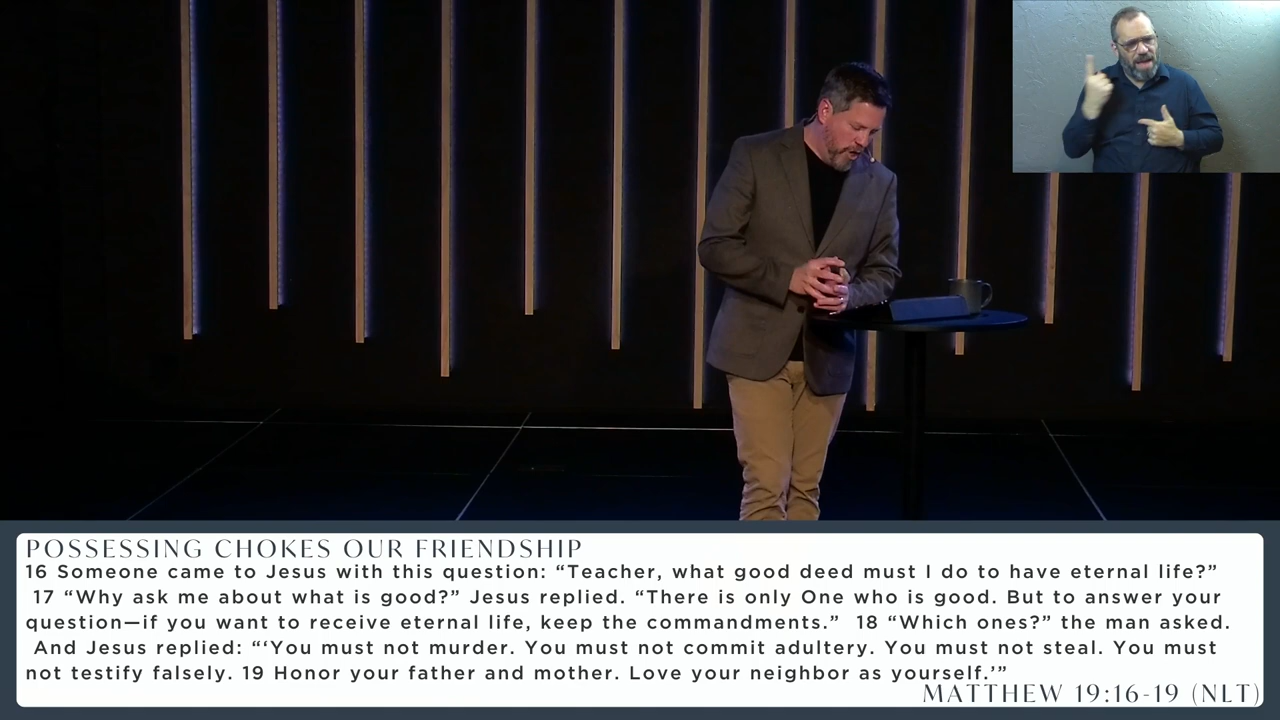 POSSESSING CHOKES OUR FRIENDSHIP
16 Someone came to Jesus with this question: “Teacher, what good deed must I do to have eternal life?”
17 “Why ask me about what is good?” Jesus replied. “There is only One who is good. But to answer your
question—if you want to receive eternal life, keep the commandments.” 18 “Which ones?” the man asked.
And Jesus replied: “‘You must not murder. You must not commit adultery. You must not steal. You must
not testify falsely. 19 Honor your father and mother. Love your neighbor as yourself.’”
MATTHEW 19:16-19 (NLT)